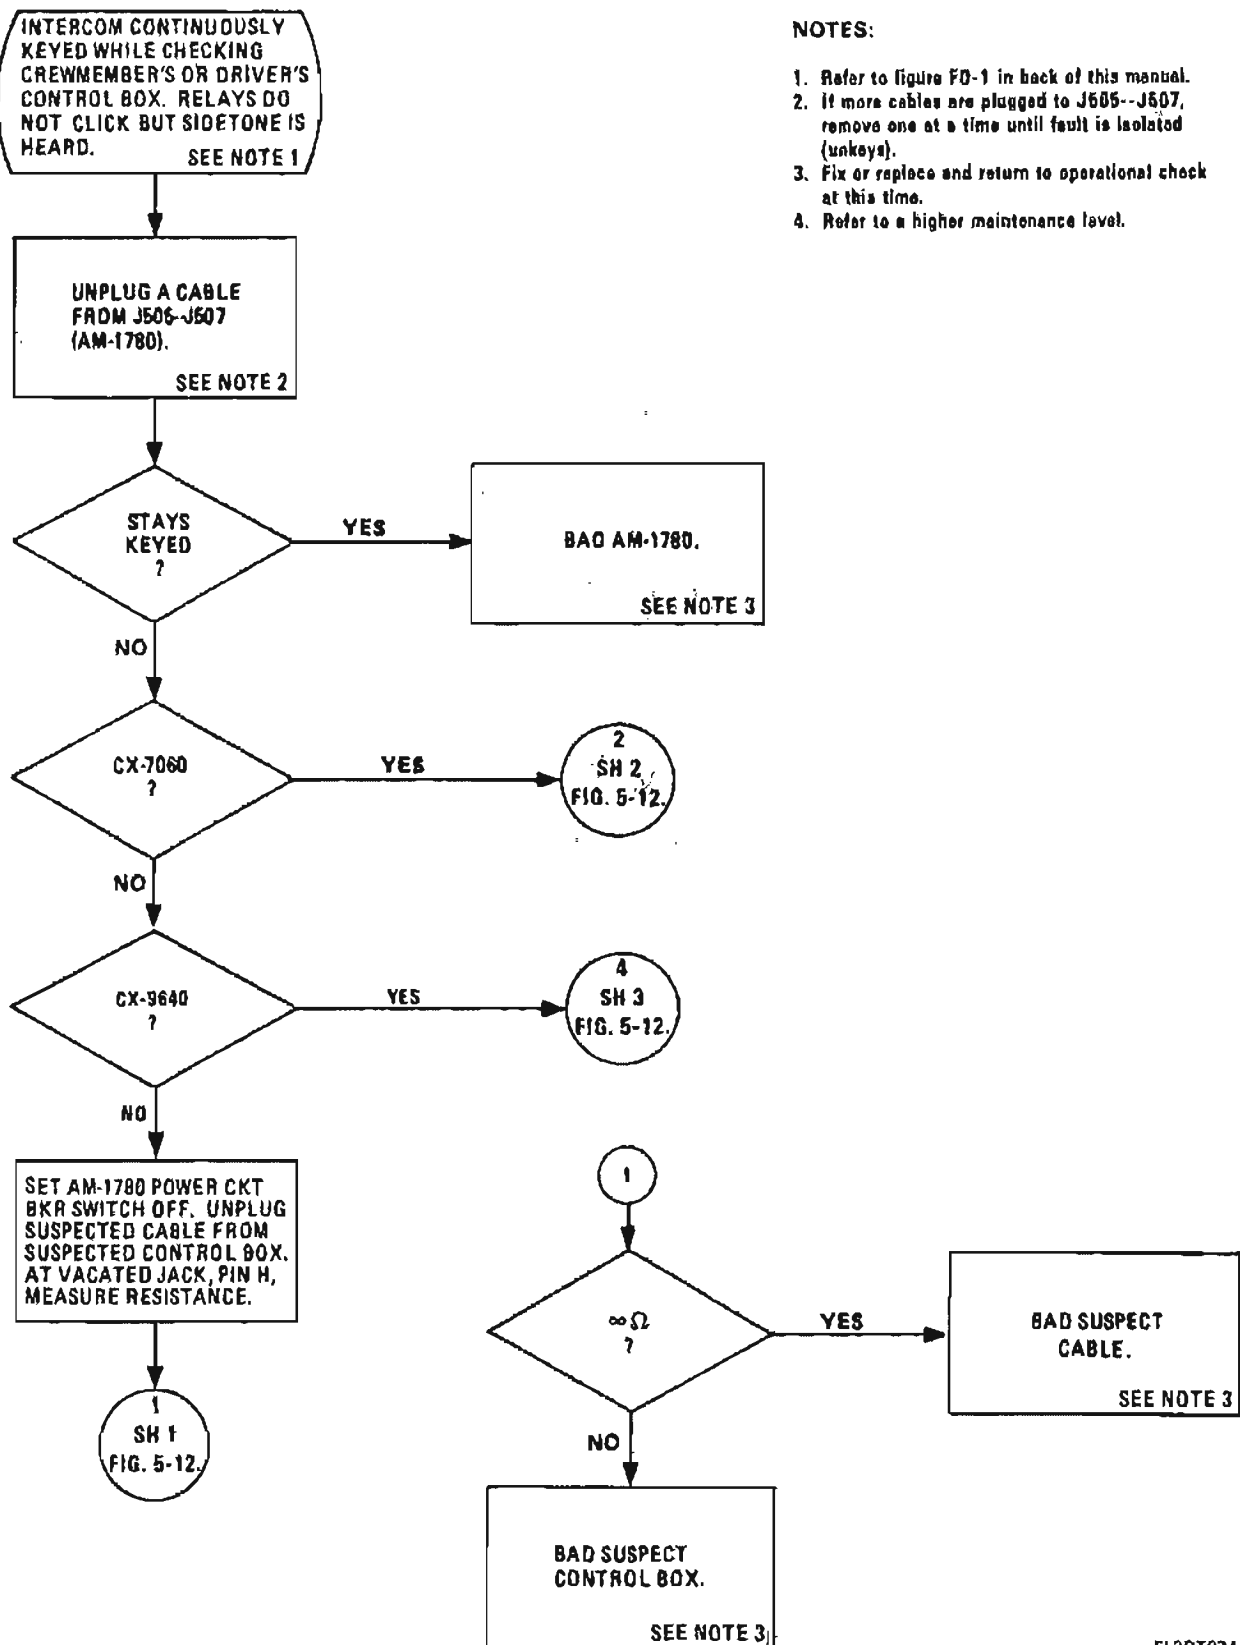 INTERCOM CONTINUOUSLY
KEYED WHILE CHECKING
CREWMEMBER'S OR DRIVER'S
CONTROL BOX. RELAYS DO
NOT CLICK BUT SIDETONE IS
HEARD.
SEE NOTE 1
NOTES:
1. Refer to figure FO-1 in back of this manual.
2. If more cables are plugged to J505--J507,
remove one at a time until fault is isolated
(unkeys).
3. Fix or replace and return to operational check
at this time.
4. Refer to a higher maintenance level.
UNPLUG A CABLE
FROM J505--J507
(AM-1780).
SEE NOTE 2
STAYS
KEYED
?
YES
BAD AM-1780.
SEE NOTE 3
NO
CX-7060
?
YES
2
SH 2
FIG. 5-12.
NO
CX-9640
?
YES
4
SH 3
FIG. 5-12.
NO
SET AM-1780 POWER CKT
BKR SWITCH OFF. UNPLUG
SUSPECTED CABLE FROM
SUSPECTED CONTROL BOX.
AT VACATED JACK, PIN H,
MEASURE RESISTANCE.
1
SH 1
FIG. 5-12.
1
∞ Ω
?
YES
BAD SUSPECT
CABLE.
SEE NOTE 3
NO
BAD SUSPECT
CONTROL BOX.
SEE NOTE 3